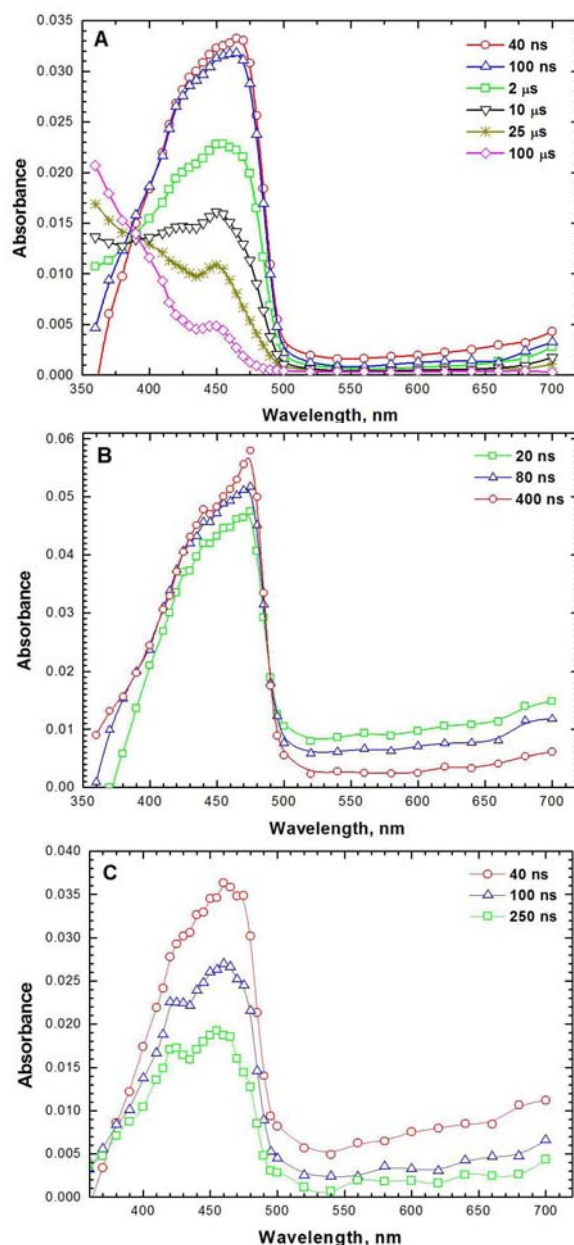 A
40 ns
100 ns
2 μs
10 μs
25 μs
100 μs
0.035
0.030
0.025
0.020
0.015
0.010
0.005
0.000
Absorbance
350 400 450 500 550 600 650 700
Wavelength, nm
B
20 ns
80 ns
400 ns
0.06
0.05
0.04
0.03
0.02
0.01
0.00
Absorbance
350 400 450 500 550 600 650 700
Wavelength, nm
C
40 ns
100 ns
250 ns
0.040
0.035
0.030
0.025
0.020
0.015
0.010
0.005
0.000
Absorbance
400 450 500 550 600 650 700
Wavelength, nm